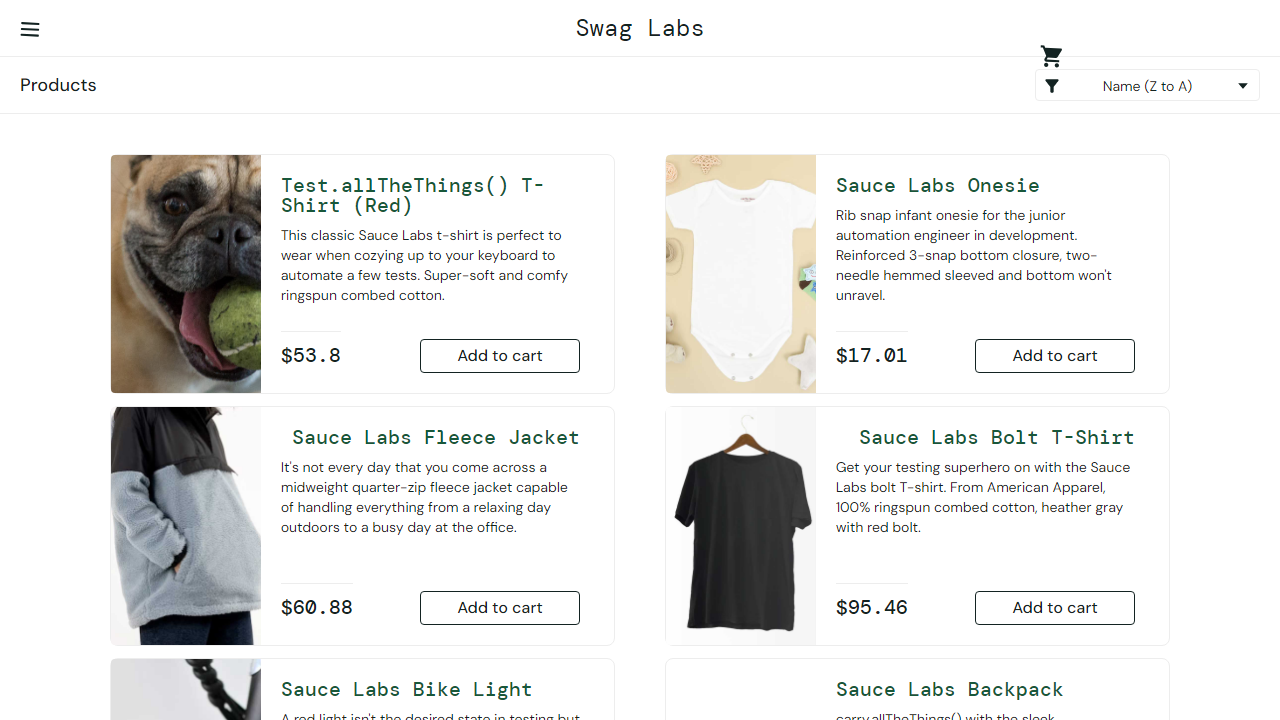 Swag Labs
Products
Name (Z to A)
Test.allTheThings() T-
Shirt (Red)
This classic Sauce Labs t-shirt is perfect to
wear when cozying up to your keyboard to
automate a few tests. Super-soft and comfy
ringspun combed cotton.
$53.8
Add to cart
Sauce Labs Onesie
Rib snap infant onesie for the junior
automation engineer in development.
Reinforced 3-snap bottom closure, two-
needle hemmed sleeved and bottom won't
unravel.
$17.01
Add to cart
Sauce Labs Fleece Jacket
It's not every day that you come across a
midweight quarter-zip fleece jacket capable
of handling everything from a relaxing day
outdoors to a busy day at the office.
$60.88
Add to cart
Sauce Labs Bolt T-Shirt
Get your testing superhero on with the Sauce
Labs bolt T-shirt. From American Apparel,
100% ringspun combed cotton, heather gray
with red bolt.
$95.46
Add to cart
Sauce Labs Bike Light
A red light isn't the desired state in testing but
Sauce Labs Backpack
carry.allTheThings() with the sleek,